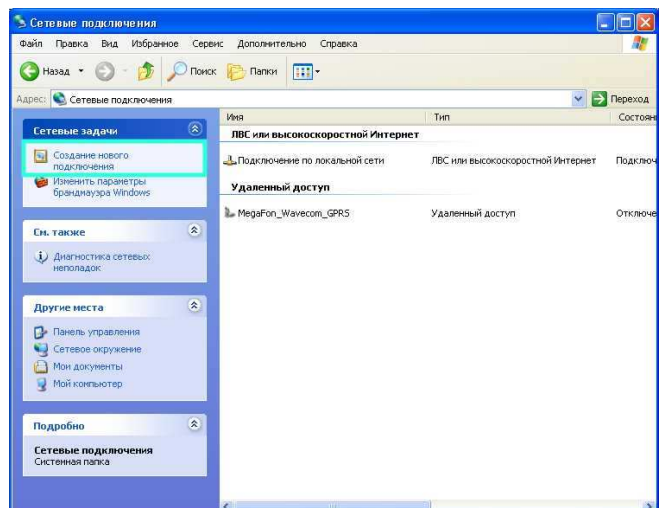 Сетевые подключения
Файл Правка Вид Избранное Сервис Дополнительно Справка
Назад Поиск Папки
Адрес: Сетевые подключения Переход
Имя Тип Состоян
Сетевые задачи
Создание нового
подключения
Изменить параметры
брандмауэра Windows
См. также
Диагностика сетевых
неполадок
Другие места
Панель управления
Сетевое окружение
Мои документы
Мой компьютер
Подробно
Сетевые подключения
Системная папка
ЛВС или высокоскоростной Интернет
Подключение по локальной сети ЛВС или высокоскоростной Интернет Подключ
Удаленный доступ
MegaFon_Wavecom_GPRS Удаленный доступ Отключе